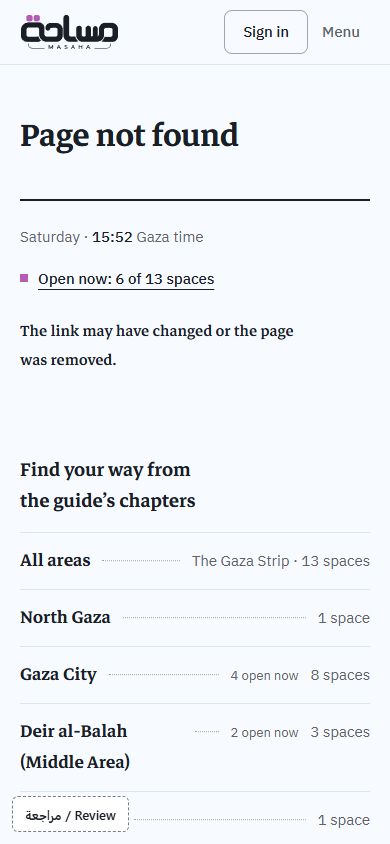 مساحة
MASAHA
Sign in
Menu
Page not found
Saturday · 15:52 Gaza time
Open now: 6 of 13 spaces
The link may have changed or the page
was removed.
Find your way from
the guide’s chapters
All areas The Gaza Strip · 13 spaces
North Gaza 1 space
Gaza City 4 open now 8 spaces
Deir al-Balah 2 open now 3 spaces
(Middle Area)
مراجعة / Review
1 space